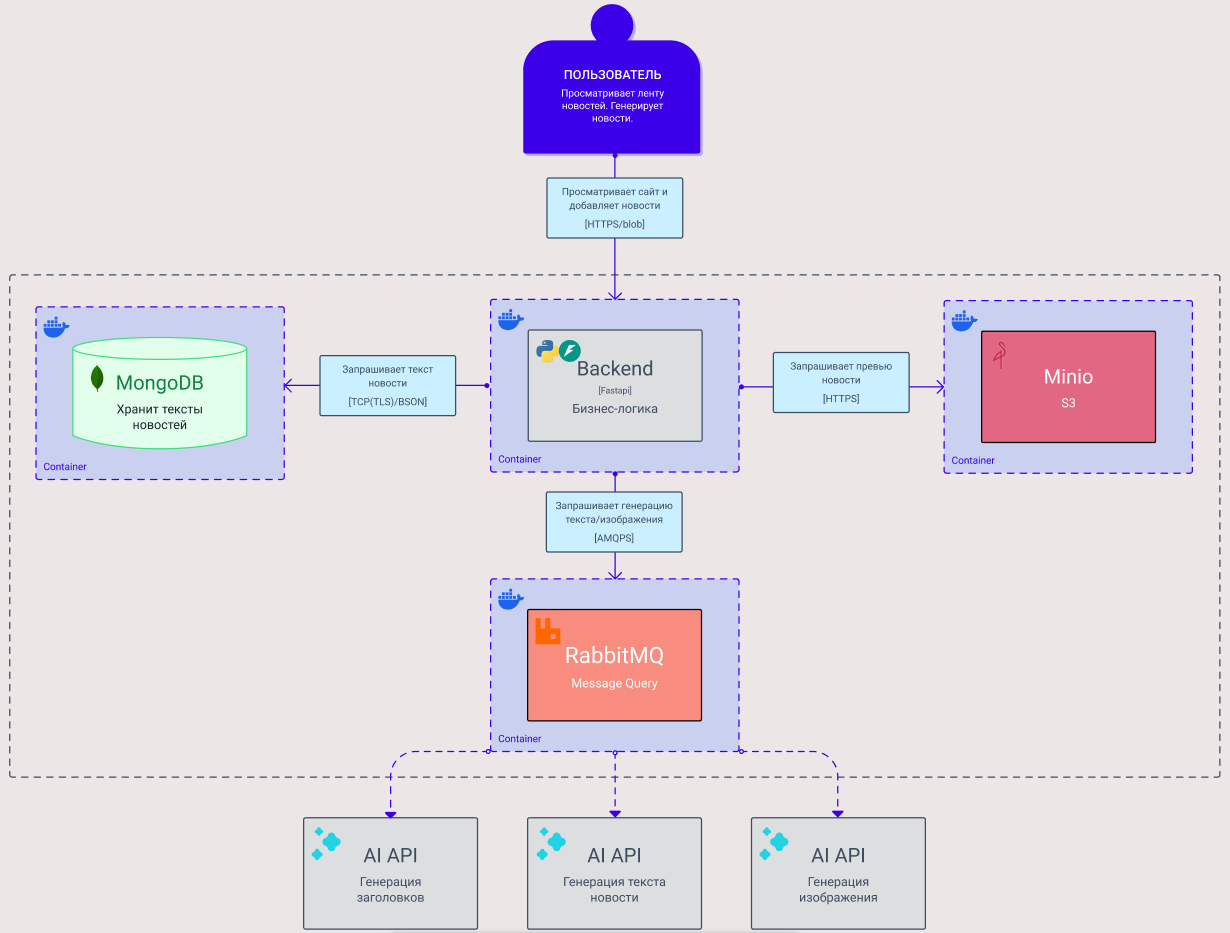 ПОЛЬЗОВАТЕЛЬ
Просматривает ленту
новостей. Генерирует
новости.
Просматривает сайт и
добавляет новости
[HTTPS/blob]
MongoDB
Хранит тексты
новостей
Container
Запрашивает текст
новости
[TCP(TLS)/BSON]
Backend
[Fastapi]
Бизнес-логика
Container
Запрашивает превью
новости
[HTTPS]
Minio
S3
Container
Запрашивает генерацию
текста/изображения
[AMQPS]
RabbitMQ
Message Query
Container
AI API
Генерация
заголовков
AI API
Генерация текста
новости
AI API
Генерация
изображения